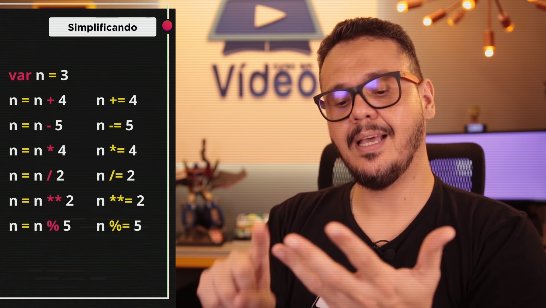 Simplificando
var n = 3
n = n + 4 n += 4
n = n - 5 n -= 5
n = n * 4 n *= 4
n = n / 2 n /= 2
n = n ** 2 n **= 2
n = n % 5 n %= 5
Vídeo